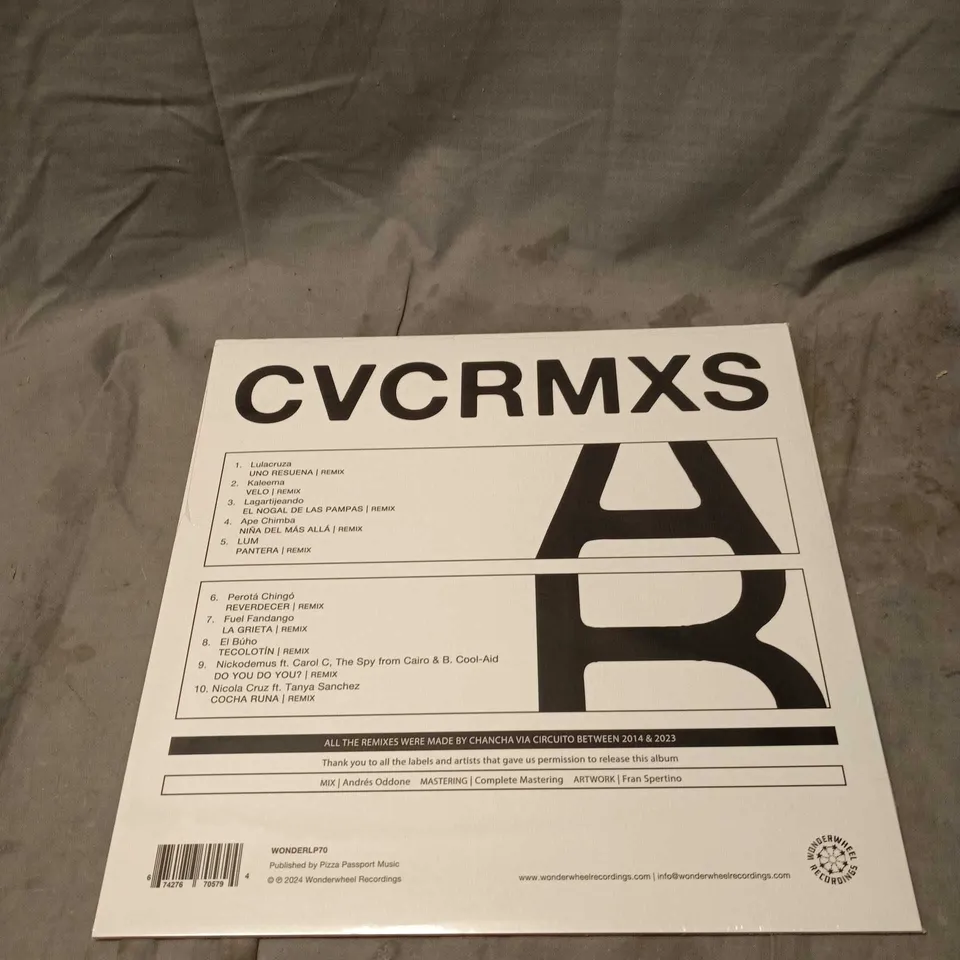 CVCRMXS
1. Lulacruza
UNO RESUENA | REMIX
2. Kaleema
VELO | REMIX
3. Lagartijeando
EL NOGAL DE LAS PAMPAS | REMIX
4. Ape Chimba
NIÑA DEL MÁS ALLÁ | REMIX
5. LUM
PANTERA | REMIX
A
6. Perotá Chingó
REVERDECER | REMIX
7. Fuel Fandango
LA GRIETA | REMIX
8. El Búho
TECOLOTÍN | REMIX
9. Nickodemus ft. Carol C, The Spy from Cairo & B. Cool-Aid
DO YOU DO YOU? | REMIX
10. Nicola Cruz ft. Tanya Sanchez
COCHA RUNA | REMIX
ALL THE REMIXES WERE MADE BY CHANCHA VIA CIRCUITO BETWEEN 2014 & 2023
Thank you to all the labels and artists that gave us permission to release this album
MIX | Andrés Oddone MASTERING | Complete Mastering ARTWORK | Fran Spertino
6 74276 70579 4
WONDERLP70
Published by Pizza Passport Music
© ℗ 2024 Wonderwheel Recordings
www.wonderwheelrecordings.com | info@wonderwheelrecordings.com
WONDERWHEEL RECORDINGS